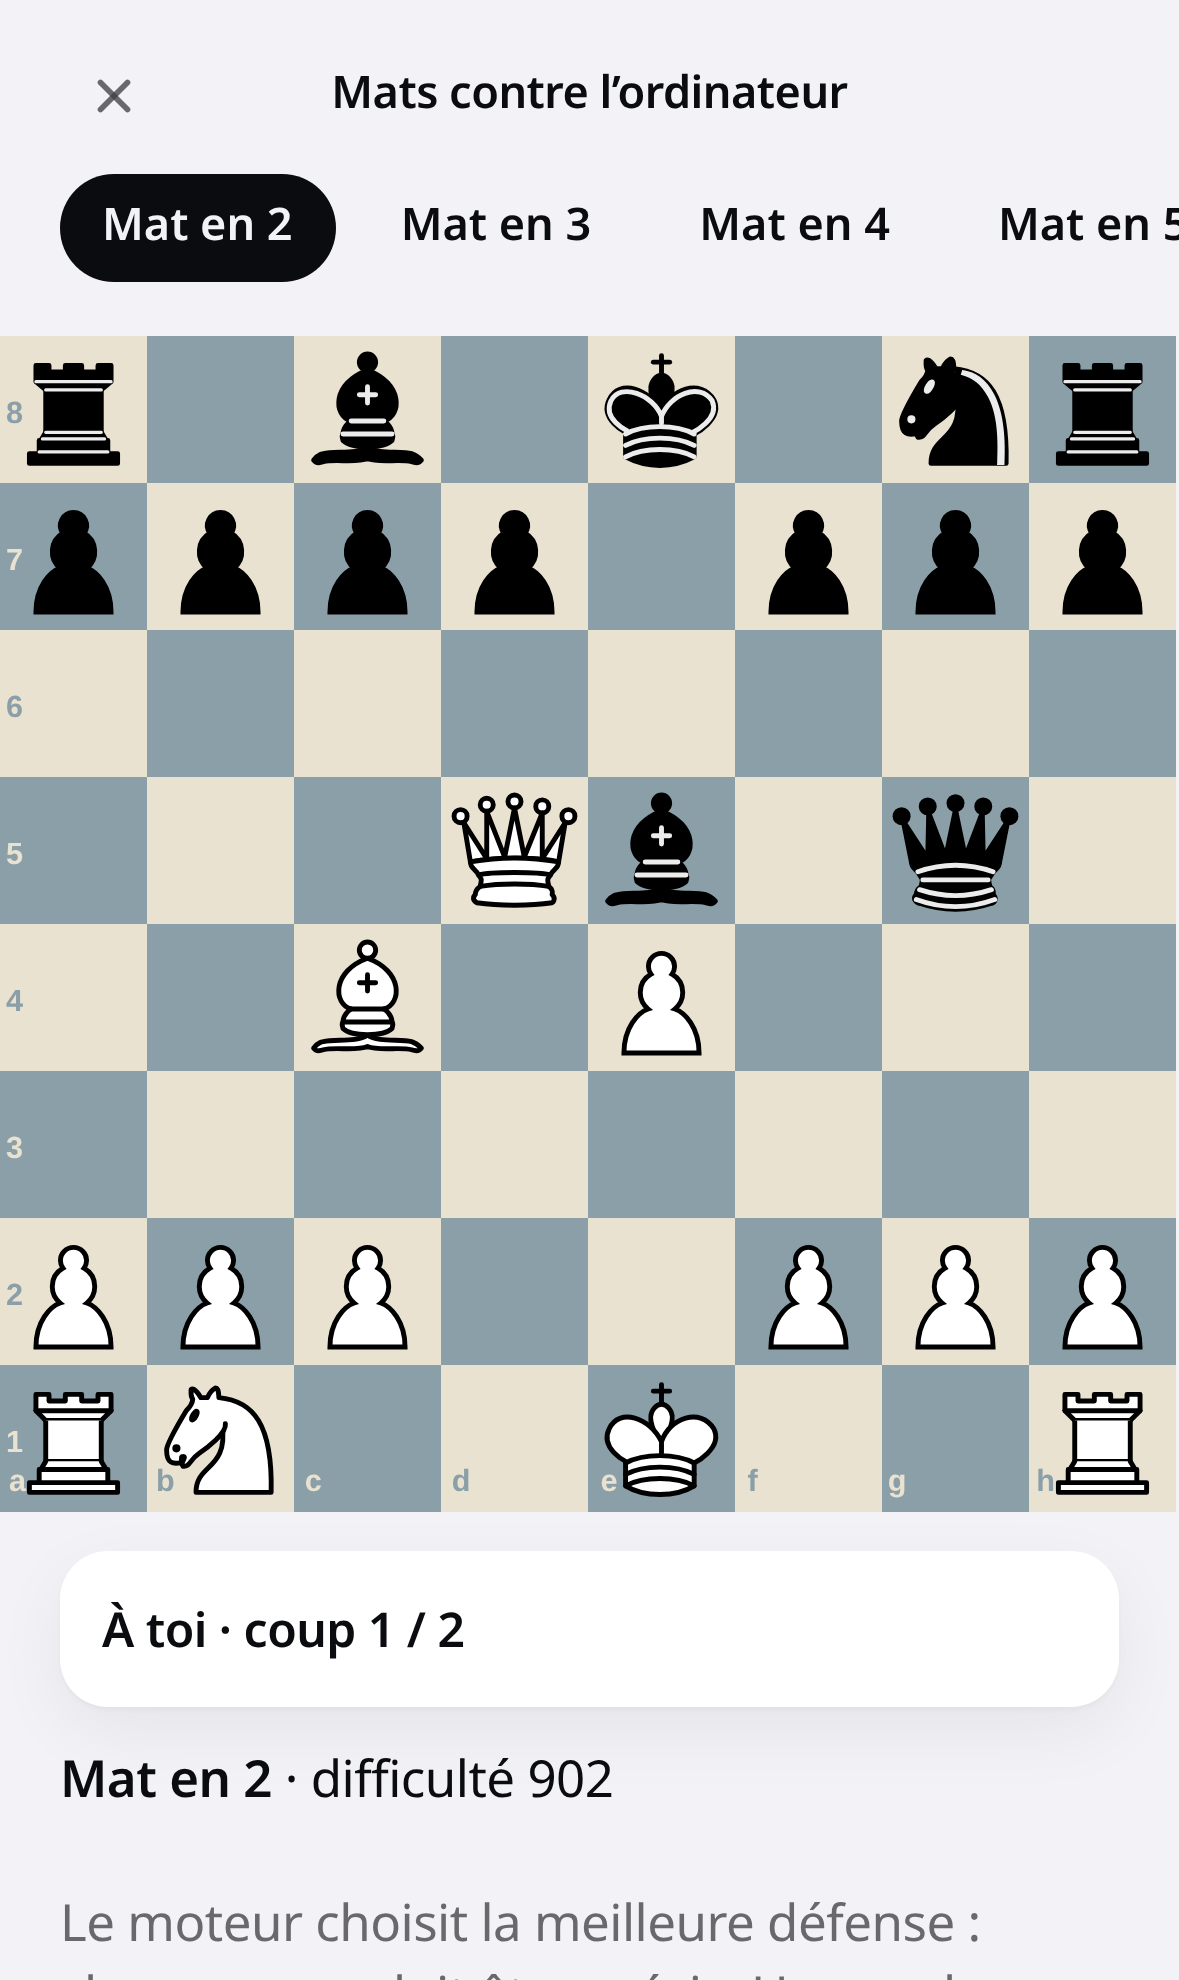 Mats contre l’ordinateur
Mat en 2 Mat en 3 Mat en 4 Mat en 5
8
7
6
5
4
3
2
1
a b c d e f g h
À toi · coup 1 / 2
Mat en 2 · difficulté 902
Le moteur choisit la meilleure défense :